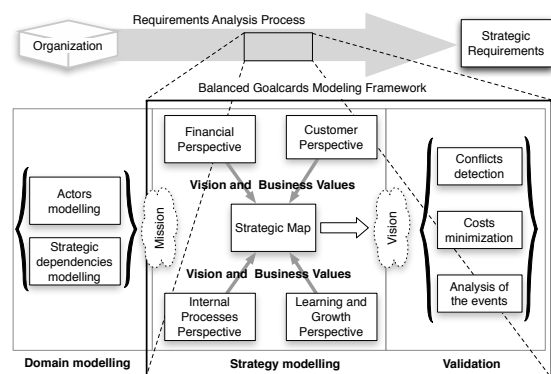 Requirements Analysis Process
Organization
Strategic
Requirements
Balanced Goalcards Modeling Framework
Actors
modelling
Strategic
dependencies
modelling
Mission
Financial
Perspective
Customer
Perspective
Vision and Business Values
Strategic Map
Vision and Business Values
Internal
Processes
Perspective
Learning and
Growth
Perspective
Vision
Conflicts
detection
Costs
minimization
Analysis of
the events
Domain modelling
Strategy modelling
Validation